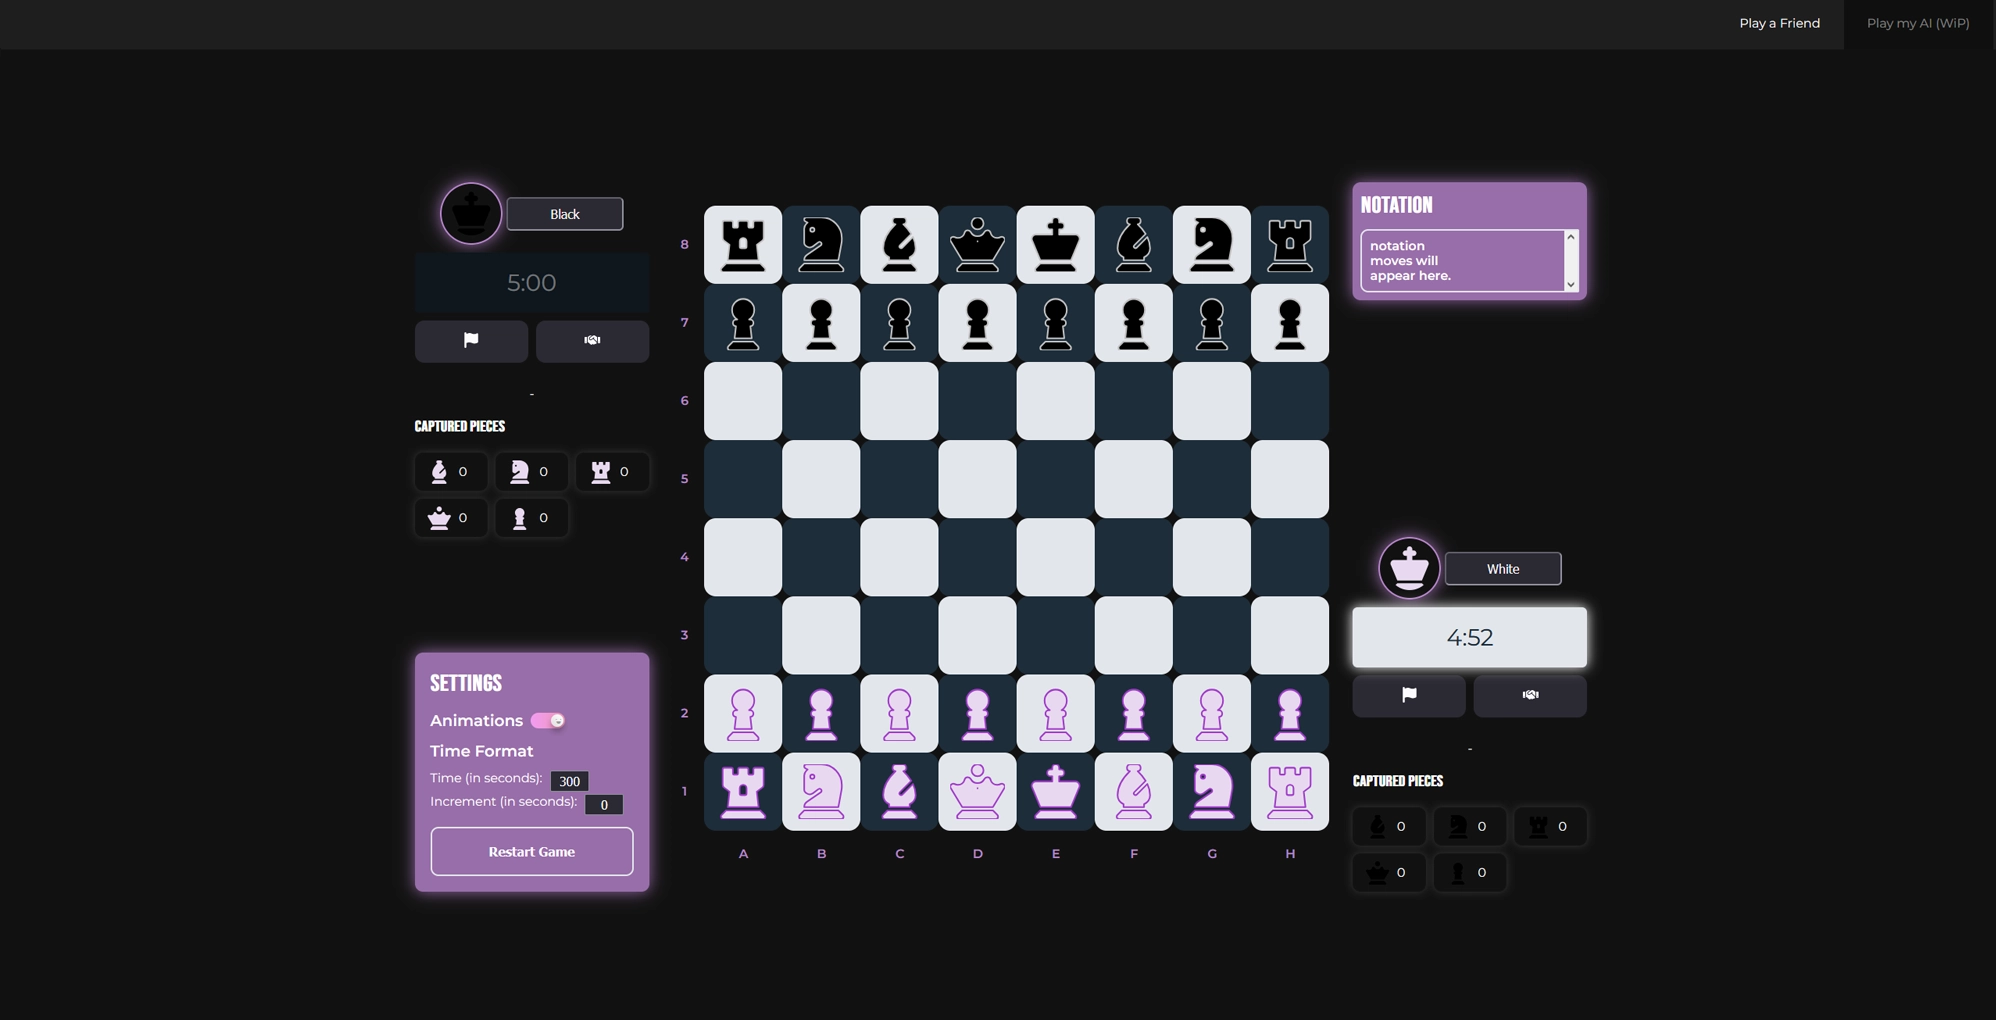 Play a Friend
Play my AI (WiP)
Black
5:00
-
CAPTURED PIECES
0
0
0
0
0
SETTINGS
Animations
Time Format
Time (in seconds): 300
Increment (in seconds): 0
Restart Game
8
7
6
5
4
3
2
1
A B C D E F G H
NOTATION
notation
moves will
appear here.
White
4:52
-
CAPTURED PIECES
0
0
0
0
0